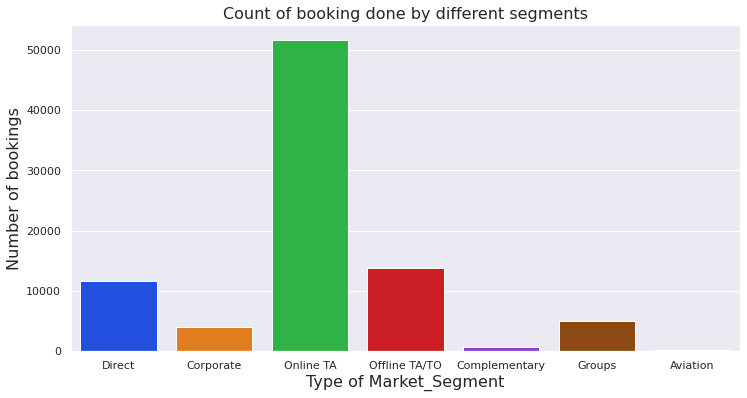 Count of booking done by different segments
Number of bookings
50000
40000
30000
20000
10000
0
Direct Corporate Online TA Offline TA/TO Complementary Groups Aviation
Type of Market_Segment